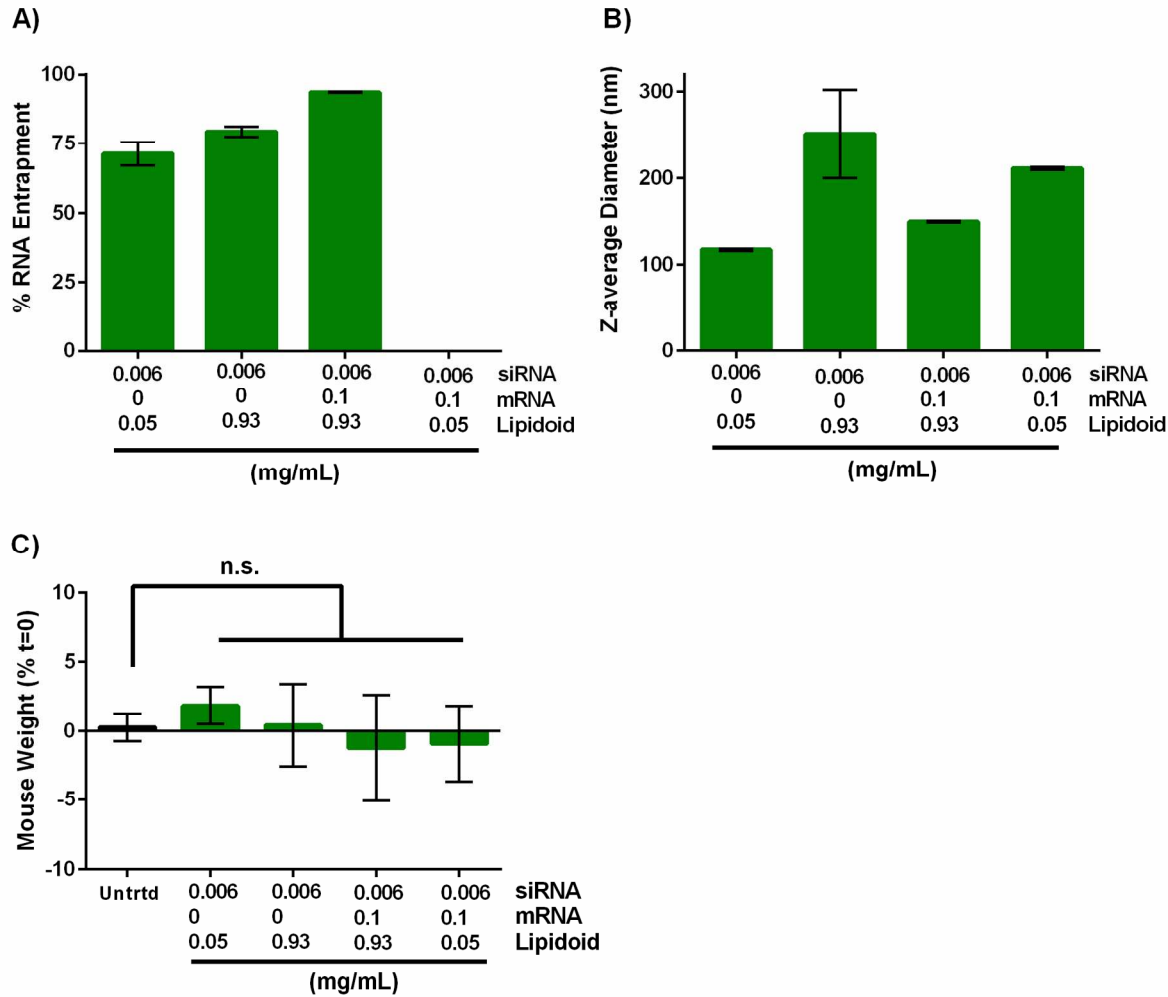 A)
% RNA Entrapment
100
75
50
25
0
0.006 0.006 0.006 0.006 siRNA
0 0 0.1 0.1 mRNA
0.05 0.93 0.93 0.05 Lipidoid
(mg/mL)
B)
Z-average Diameter (nm)
300
200
100
0
0.006 0.006 0.006 0.006 siRNA
0 0 0.1 0.1 mRNA
0.05 0.93 0.93 0.05 Lipidoid
(mg/mL)
C)
n.s.
Mouse Weight (% t=0)
10
5
0
-5
-10
Untrtd 0.006 0.006 0.006 0.006 siRNA
0 0 0.1 0.1 mRNA
0.05 0.93 0.93 0.05 Lipidoid
(mg/mL)